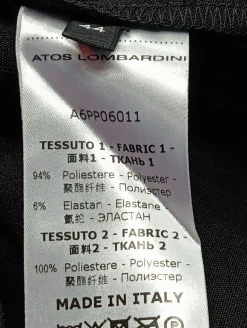 44
ATOS LOMBARDINI
A6PP06011
TESSUTO 1 - FABRIC 1 -
面料1 - ТКАНЬ 1
94% Poliestere - Polyester -
聚酯纤维 - Полиэстер
6% Elastan - Elastane -
氨纶 - ЭЛАСТАН
TESSUTO 2 - FABRIC 2 -
面料2 - ТКАНЬ 2
100% Poliestere - Polyester -
聚酯纤维 - Полиэстер
MADE IN ITALY